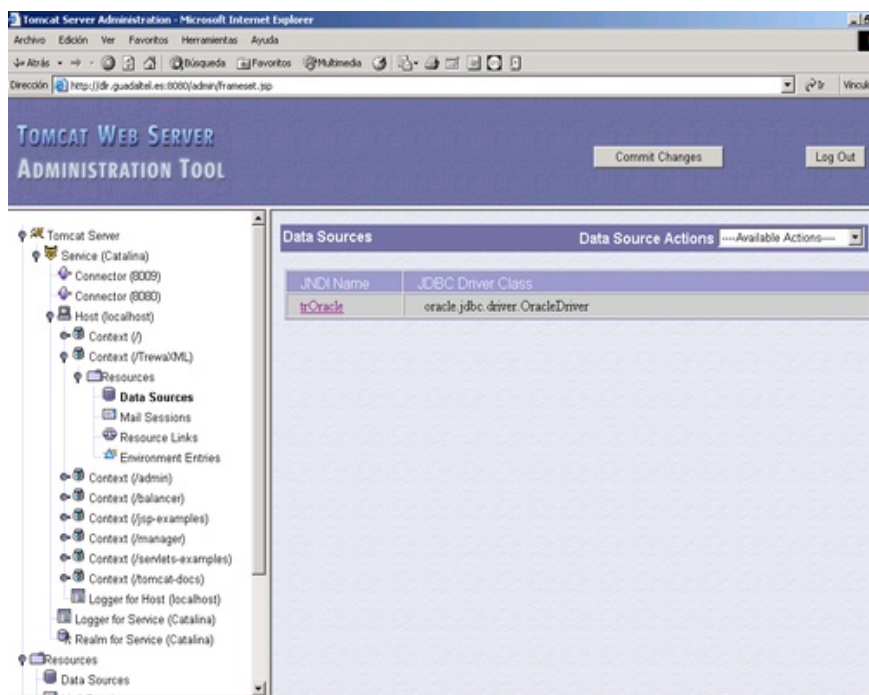 Tomcat Server Administration - Microsoft Internet Explorer
Archivo Edición Ver Favoritos Herramientas Ayuda
Atrás Búsqueda Favoritos Multimedia
Dirección http://jdr.guadaltel.es:8080/admin/frameset.jsp Ir
TOMCAT WEB SERVER
ADMINISTRATION TOOL
Commit Changes Log Out
Tomcat Server
Service (Catalina)
Connector (8009)
Connector (8080)
Host (localhost)
Context (/)
Context (/TrewaXML)
Resources
Data Sources
Mail Sessions
Resource Links
Environment Entries
Context (/admin)
Context (/balancer)
Context (/jsp-examples)
Context (/manager)
Context (/servlets-examples)
Context (/tomcat-docs)
Logger for Host (localhost)
Logger for Service (Catalina)
Realm for Service (Catalina)
Resources
Data Sources
Data Sources Data Source Actions ----Available Actions----
JNDI Name JDBC Driver Class
trOracle oracle.jdbc.driver.OracleDriver